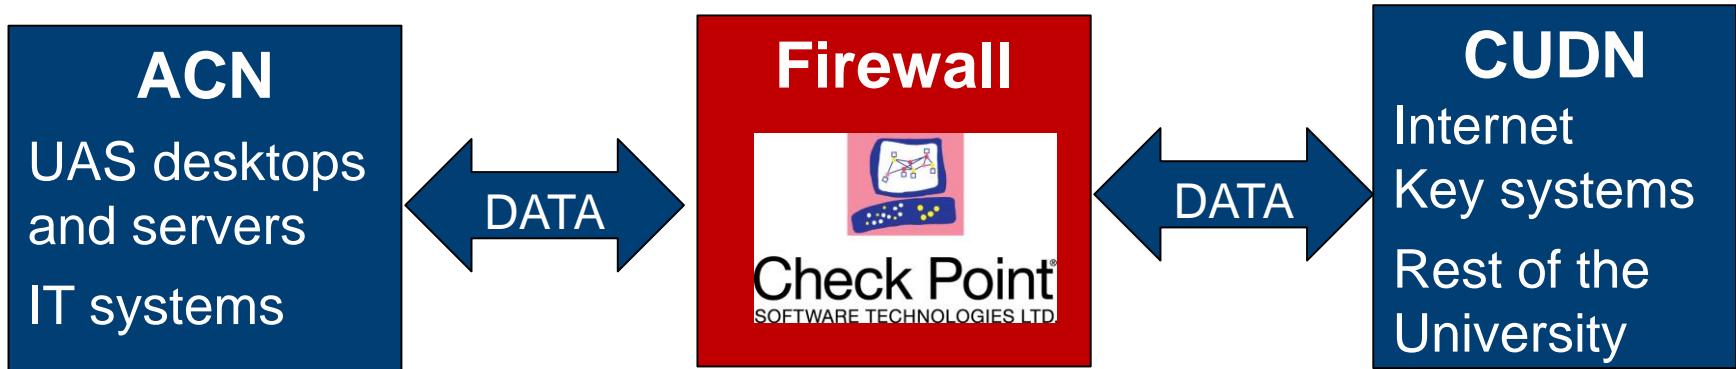 ACN
UAS desktops
and servers
IT systems
DATA
Firewall
Check Point®
SOFTWARE TECHNOLOGIES LTD.
DATA
CUDN
Internet
Key systems
Rest of the
University